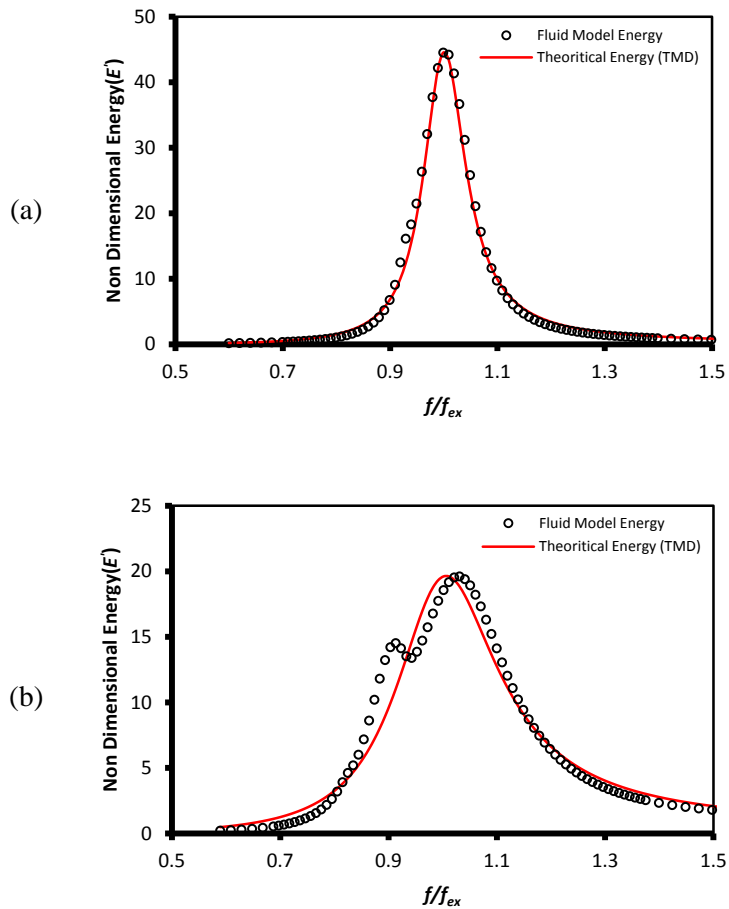 (a)
Non Dimensional Energy(E')
50
40
30
20
10
0
0.5 0.7 0.9 1.1 1.3 1.5
f/fex
Fluid Model Energy
Theoritical Energy (TMD)
(b)
Non Dimensional Energy(E')
25
20
15
10
5
0
0.5 0.7 0.9 1.1 1.3 1.5
f/fex
Fluid Model Energy
Theoritical Energy (TMD)